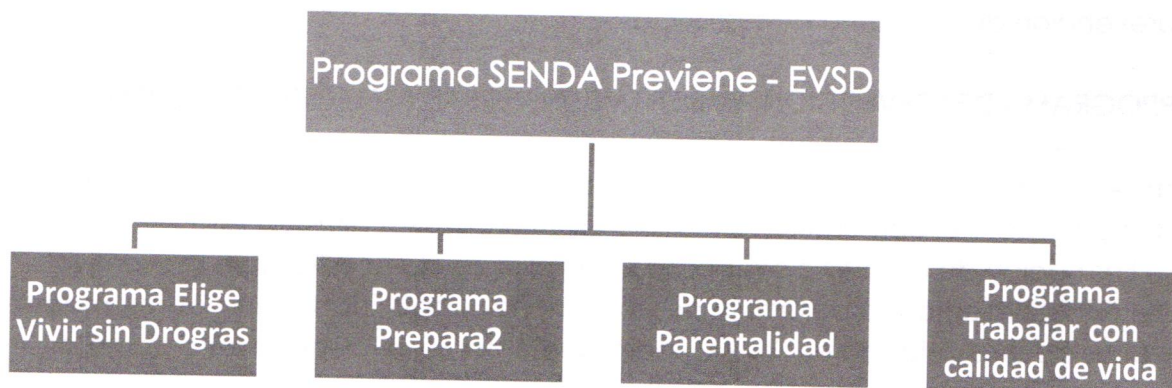 Programa SENDA Previene - EVSD
Programa Elige
Vivir sin Drogras
Programa
Prepara2
Programa
Parentalidad
Programa
Trabajar con
calidad de vida